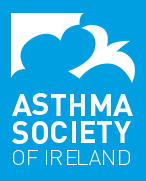 ASTHMA
SOCIETY
OF IRELAND